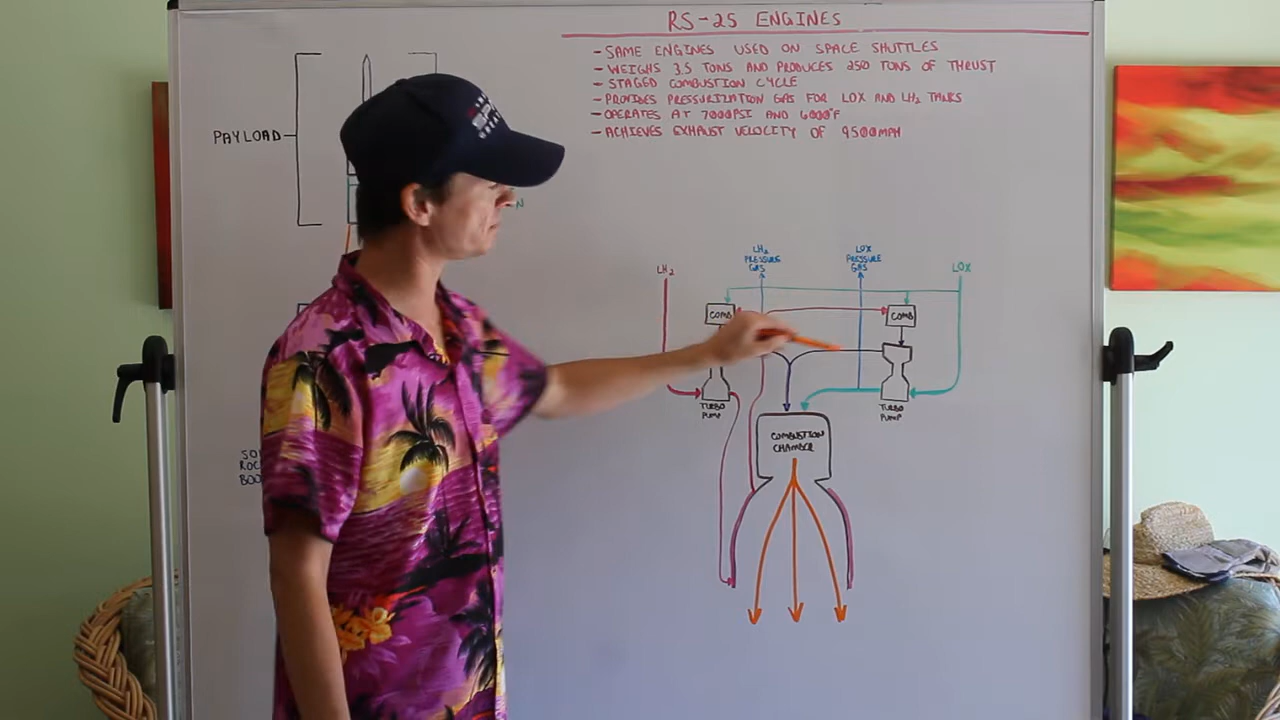 RS-25 ENGINES
- SAME ENGINES USED ON SPACE SHUTTLES
- WEIGHS 3.5 TONS AND PRODUCES 250 TONS OF THRUST
- STAGED COMBUSTION CYCLE
- PROVIDES PRESSURIZATION GAS FOR LOX AND LH2 TANKS
- OPERATES AT 7000PSI AND 6000°F
- ACHIEVES EXHAUST VELOCITY OF 9500MPH
PAYLOAD
N
LH2
PRESSURE
GAS
LOX
PRESSURE
GAS
LH2
LOX
COMB
COMB
TURBO
PUMP
TURBO
PUMP
COMBUSTION
CHAMBER
SO
ROC
BOO